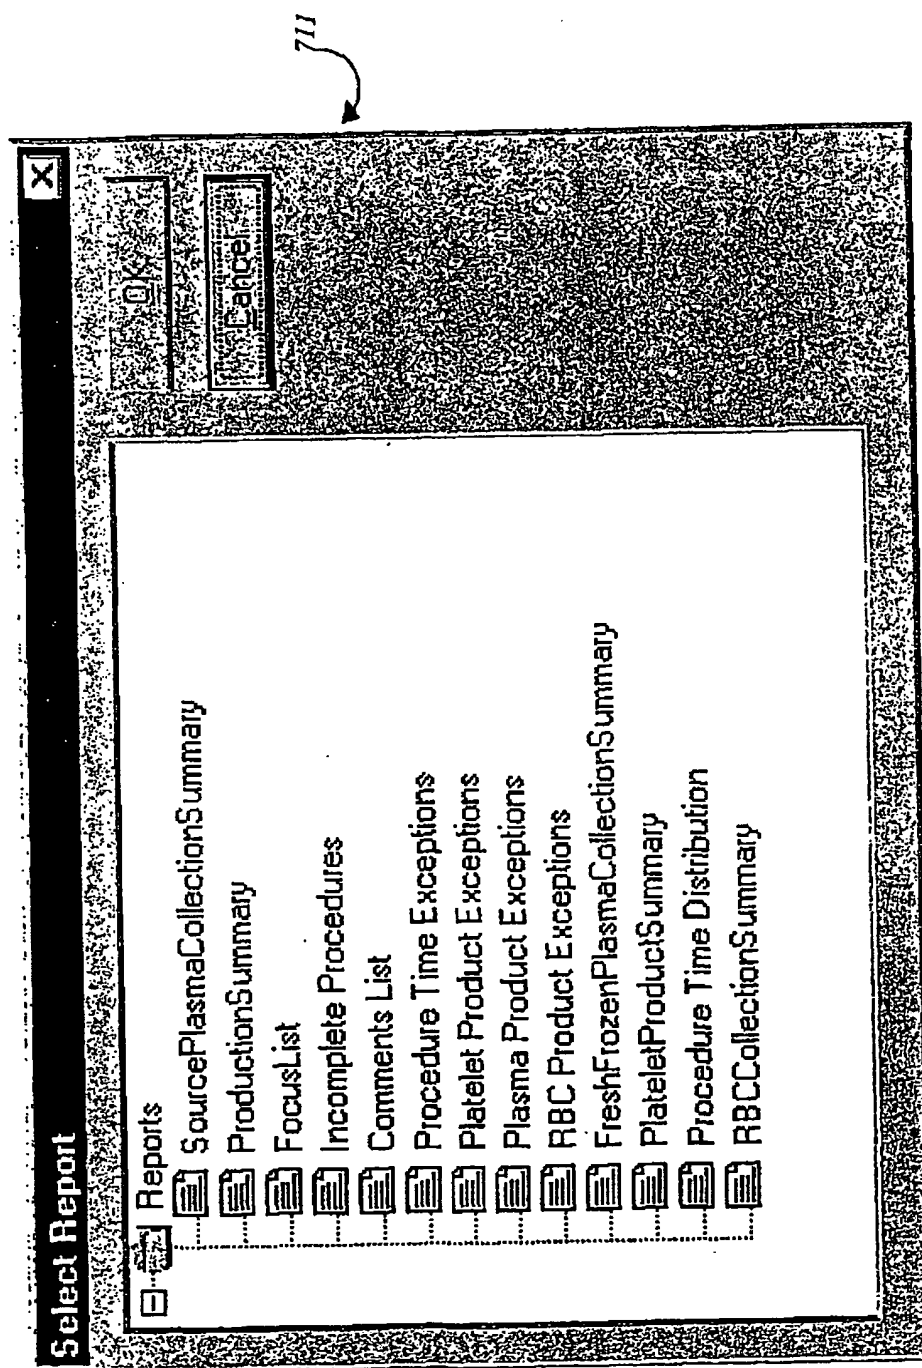 711
Select Report
OK
Cancel
Reports
SourcePlasmaCollectionSummary
ProductionSummary
FocusList
Incomplete Procedures
Comments List
Procedure Time Exceptions
Platelet Product Exceptions
Plasma Product Exceptions
RBC Product Exceptions
FreshFrozenPlasmaCollectionSummary
PlateletProductSummary
Procedure Time Distribution
RBCCollectionSummary